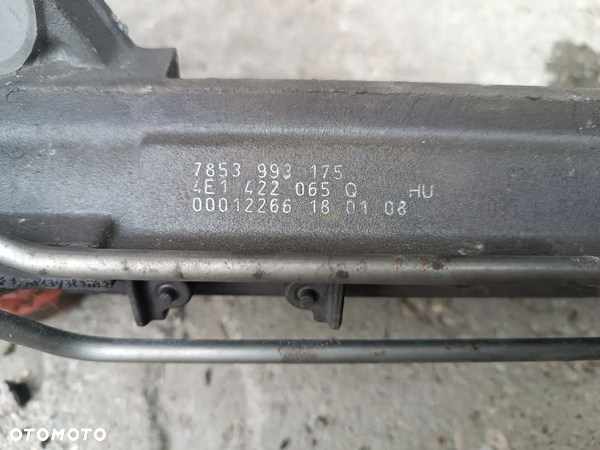 7853 993 175
4E1 422 065 Q HU
00012266 18 01 08
OTOMOTO